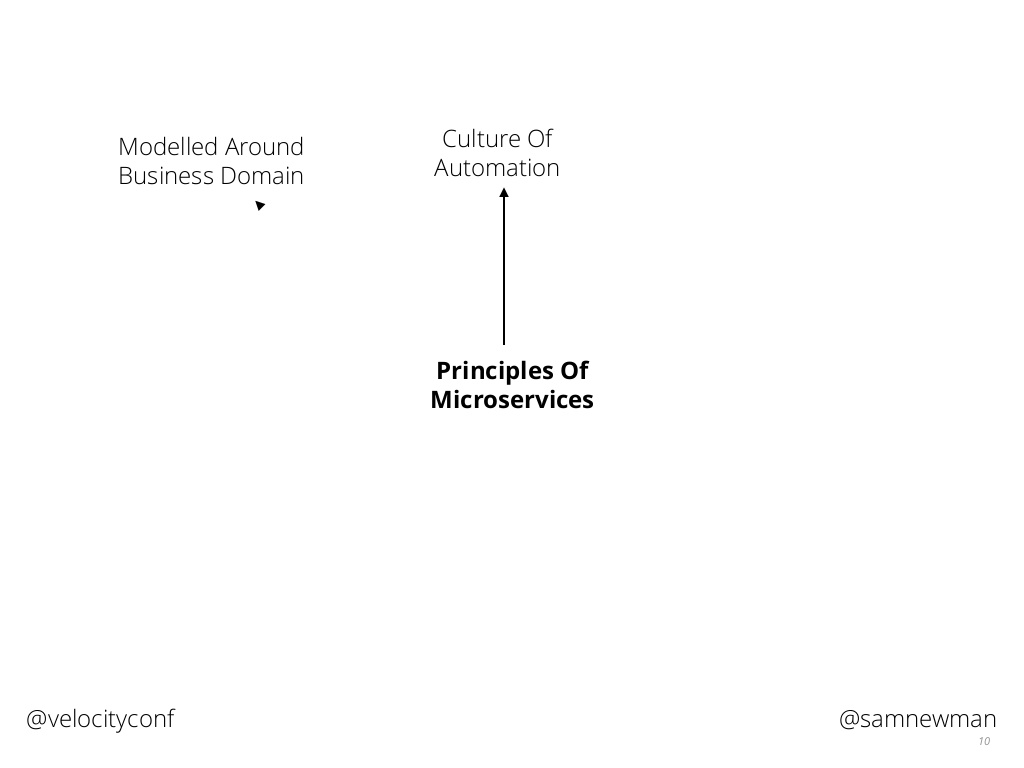 Modelled Around
Business Domain
Culture Of
Automation
Principles Of
Microservices
@velocityconf
@samnewman
10